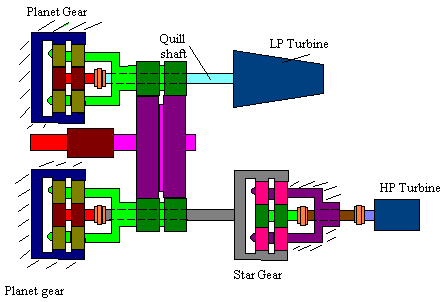 Planet Gear
Quill
shaft
LP Turbine
HP Turbine
Star Gear
Planet gear